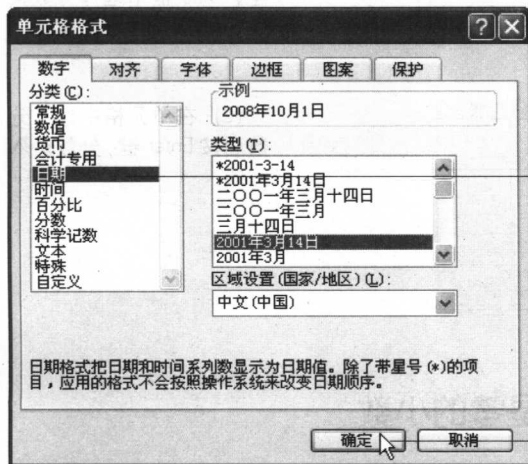 单元格格式
数字 对齐 字体 边框 图案 保护
分类(C):
常规
数值
货币
会计专用
日期
时间
百分比
分数
科学记数
文本
特殊
自定义
示例
2008年10月1日
类型(T):
*2001-3-14
*2001年3月14日
二〇〇一年三月十四日
二〇〇一年三月
三月十四日
2001年3月14日
2001年3月
区域设置(国家/地区)(L):
中文(中国)
日期格式把日期和时间系列数显示为日期值。除了带星号(*)的项
目，应用的格式不会按照操作系统来改变日期顺序。
确定 取消